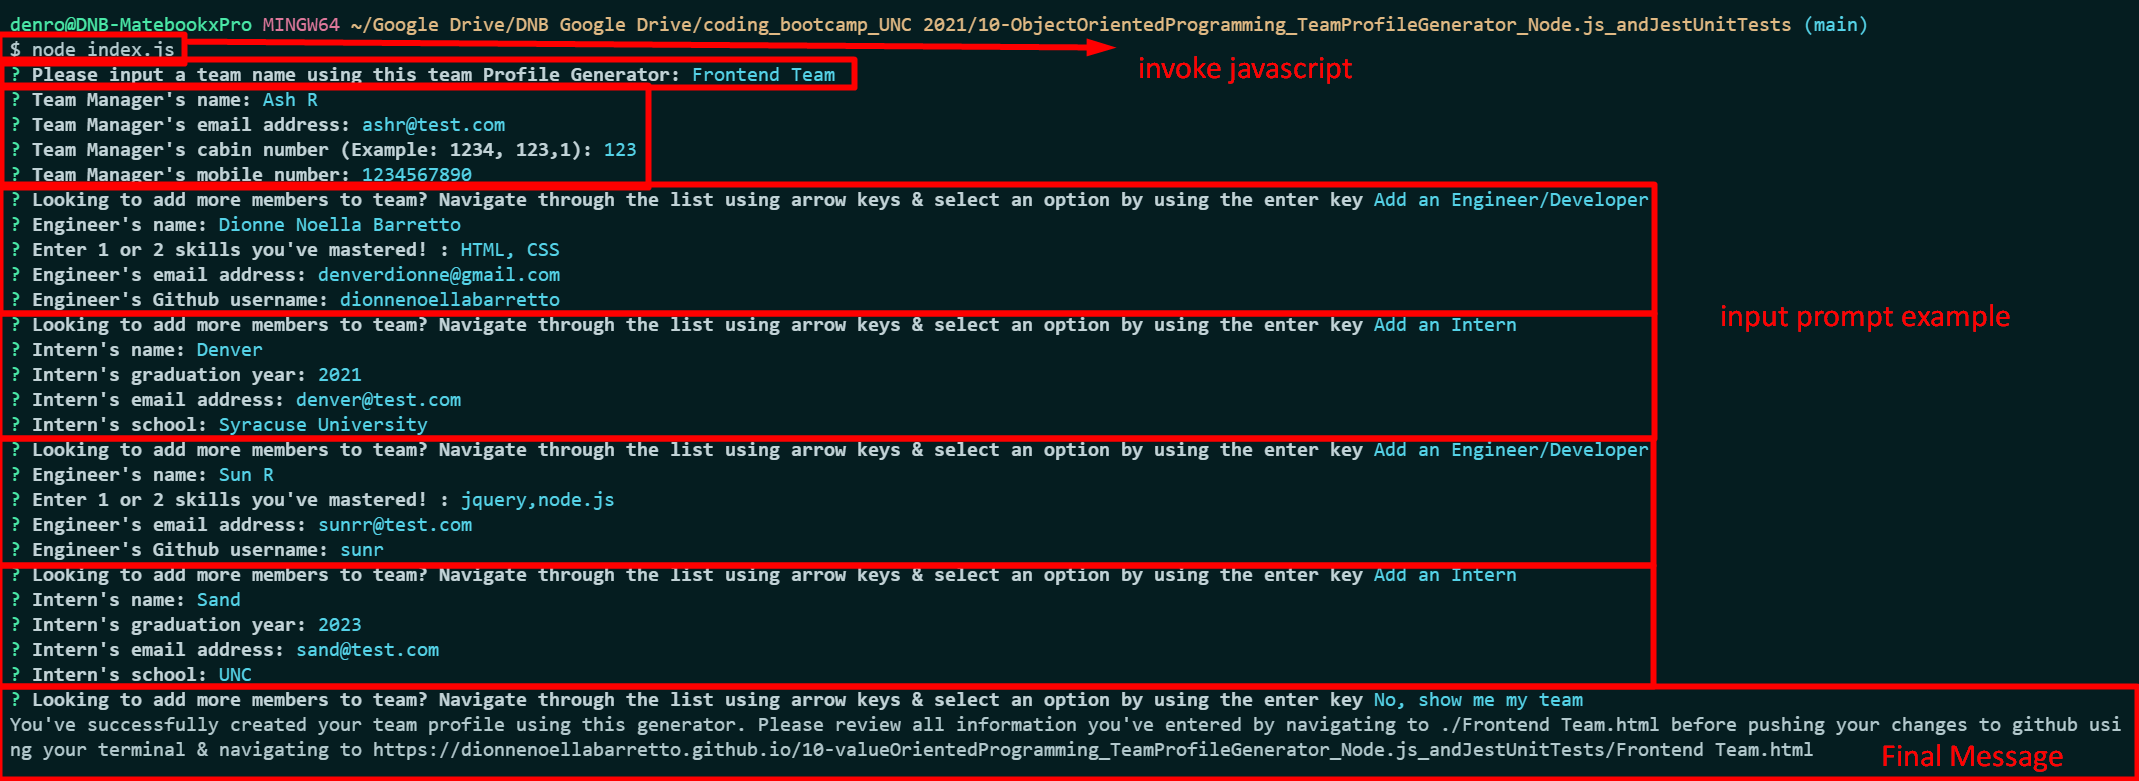 denro@DNB-MatebookxPro MINGW64 ~/Google Drive/DNB Google Drive/coding_bootcamp_UNC 2021/10-ObjectOrientedProgramming_TeamProfileGenerator_Node.js_andJestUnitTests (main)
$ node index.js
invoke javascript
? Please input a team name using this team Profile Generator: Frontend Team
? Team Manager's name: Ash R
? Team Manager's email address: ashr@test.com
? Team Manager's cabin number (Example: 1234, 123,1): 123
? Team Manager's mobile number: 1234567890
? Looking to add more members to team? Navigate through the list using arrow keys & select an option by using the enter key Add an Engineer/Developer
? Engineer's name: Dionne Noella Barretto
? Enter 1 or 2 skills you've mastered! : HTML, CSS
? Engineer's email address: denverdionne@gmail.com
? Engineer's Github username: dionnenoellabarretto
input prompt example
? Looking to add more members to team? Navigate through the list using arrow keys & select an option by using the enter key Add an Intern
? Intern's name: Denver
? Intern's graduation year: 2021
? Intern's email address: denver@test.com
? Intern's school: Syracuse University
? Looking to add more members to team? Navigate through the list using arrow keys & select an option by using the enter key Add an Engineer/Developer
? Engineer's name: Sun R
? Enter 1 or 2 skills you've mastered! : jquery,node.js
? Engineer's email address: sunrr@test.com
? Engineer's Github username: sunr
? Looking to add more members to team? Navigate through the list using arrow keys & select an option by using the enter key Add an Intern
? Intern's name: Sand
? Intern's graduation year: 2023
? Intern's email address: sand@test.com
? Intern's school: UNC
? Looking to add more members to team? Navigate through the list using arrow keys & select an option by using the enter key No, show me my team
You've successfully created your team profile using this generator. Please review all information you've entered by navigating to ./Frontend Team.html before pushing your changes to github usi
ng your terminal & navigating to https://dionnenoellabarretto.github.io/10-valueOrientedProgramming_TeamProfileGenerator_Node.js_andJestUnitTests/Frontend Team.html
Final Message